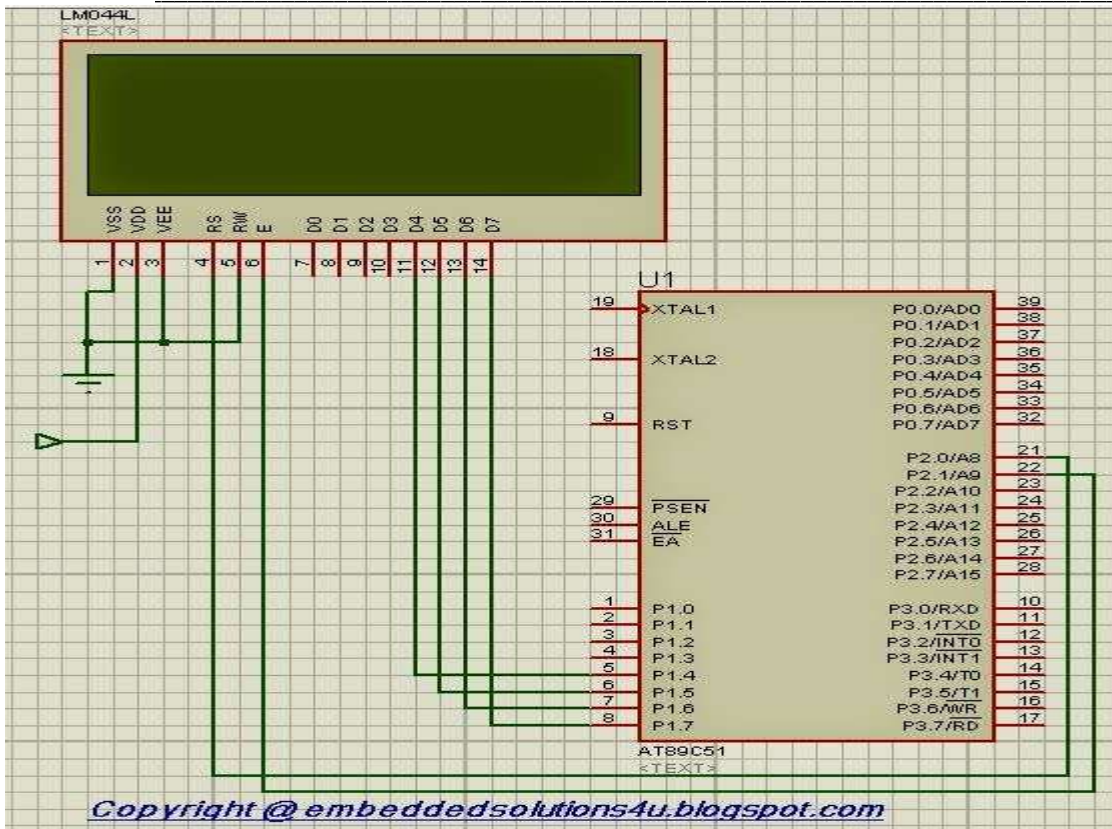 LM044L
<TEXT>
VSS VDD VEE RS RW E D0 D1 D2 D3 D4 D5 D6 D7
1 2 3 4 5 6 7 8 9 10 11 12 13 14
U1
19 XTAL1 P0.0/AD0 39
P0.1/AD1 38
P0.2/AD2 37
18 XTAL2 P0.3/AD3 36
P0.4/AD4 35
P0.5/AD5 34
P0.6/AD6 33
9 RST P0.7/AD7 32
P2.0/A8 21
P2.1/A9 22
P2.2/A10 23
29 PSEN P2.3/A11 24
30 ALE P2.4/A12 25
31 EA P2.5/A13 26
P2.6/A14 27
P2.7/A15 28
1 P1.0 P3.0/RXD 10
2 P1.1 P3.1/TXD 11
3 P1.2 P3.2/INT0 12
4 P1.3 P3.3/INT1 13
5 P1.4 P3.4/T0 14
6 P1.5 P3.5/T1 15
7 P1.6 P3.6/WR 16
8 P1.7 P3.7/RD 17
AT89C51
<TEXT>
Copyright @ embeddedsolutions4u.blogspot.com